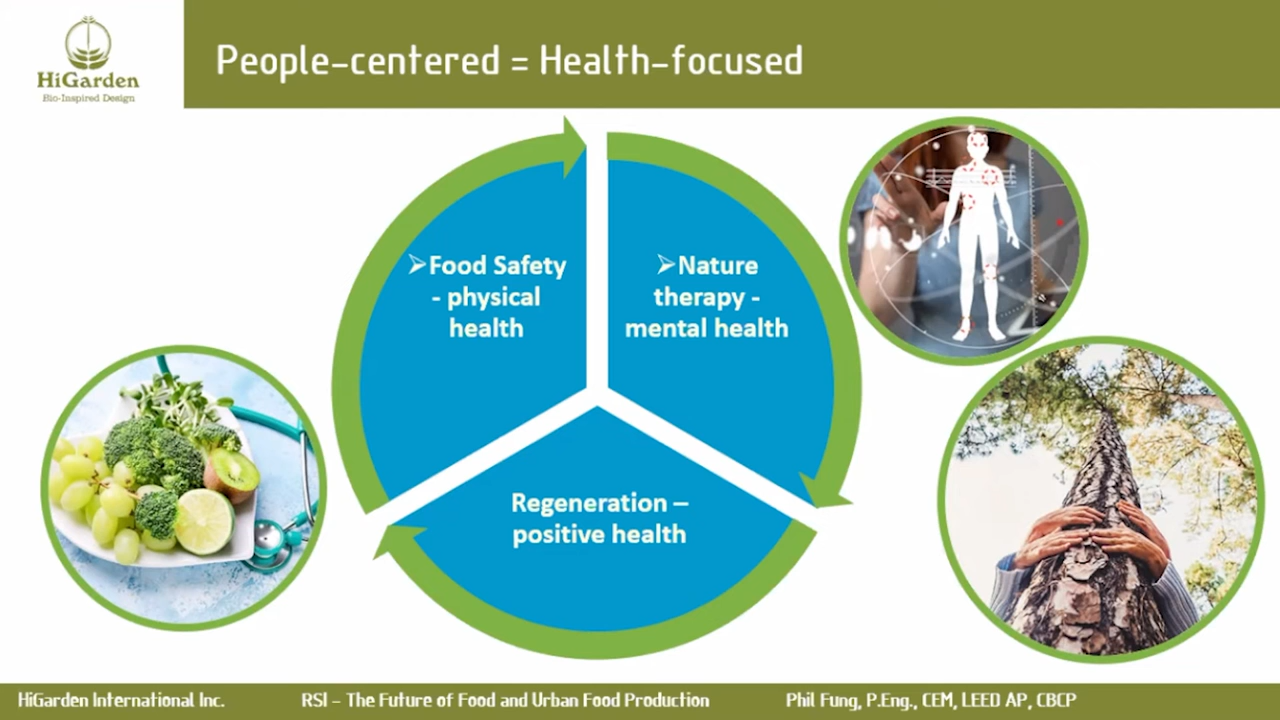 HiGarden
Bio-Inspired Design
People-centered = Health-focused
➢Food Safety
- physical
health
➢Nature
therapy -
mental health
Regeneration –
positive health
HiGarden International Inc.
RSI – The Future of Food and Urban Food Production
Phil Fung, P.Eng., CEM, LEED AP, CBCP